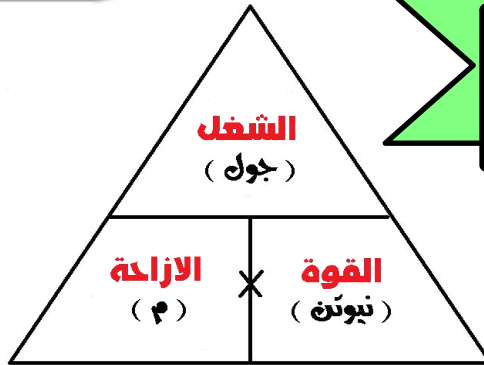 الشغل
( جول )
القوة × الازاحة
( نيوتن ) ( م )